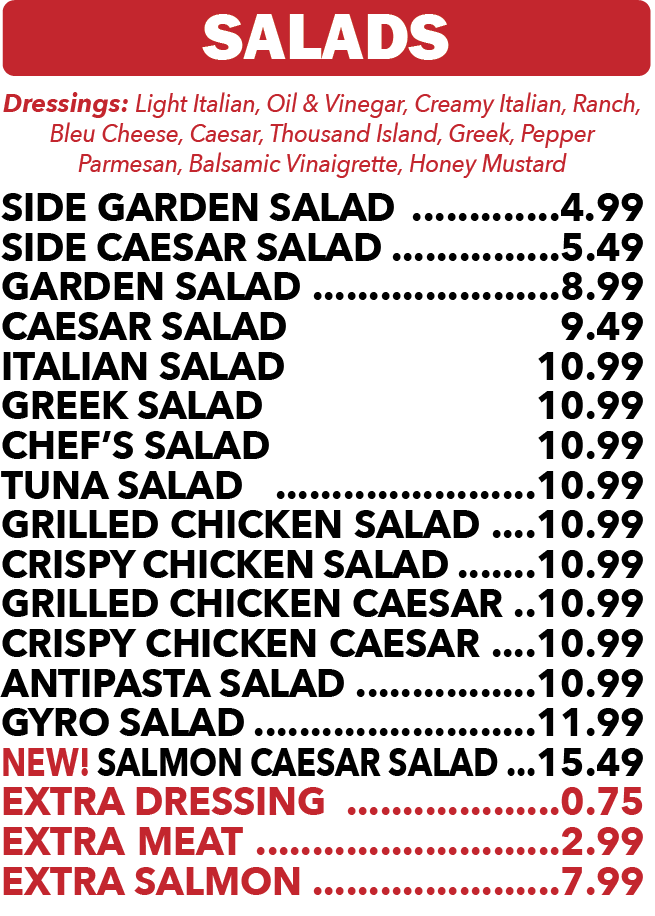 SALADS
Dressings: Light Italian, Oil & Vinegar, Creamy Italian, Ranch,
Bleu Cheese, Caesar, Thousand Island, Greek, Pepper
Parmesan, Balsamic Vinaigrette, Honey Mustard
SIDE GARDEN SALAD .............4.99
SIDE CAESAR SALAD ...............5.49
GARDEN SALAD ......................8.99
CAESAR SALAD 9.49
ITALIAN SALAD 10.99
GREEK SALAD 10.99
CHEF’S SALAD 10.99
TUNA SALAD .......................10.99
GRILLED CHICKEN SALAD ....10.99
CRISPY CHICKEN SALAD .......10.99
GRILLED CHICKEN CAESAR ..10.99
CRISPY CHICKEN CAESAR ....10.99
ANTIPASTA SALAD ................10.99
GYRO SALAD .........................11.99
NEW! SALMON CAESAR SALAD ...15.49
EXTRA DRESSING ...................0.75
EXTRA MEAT ...........................2.99
EXTRA SALMON ......................7.99